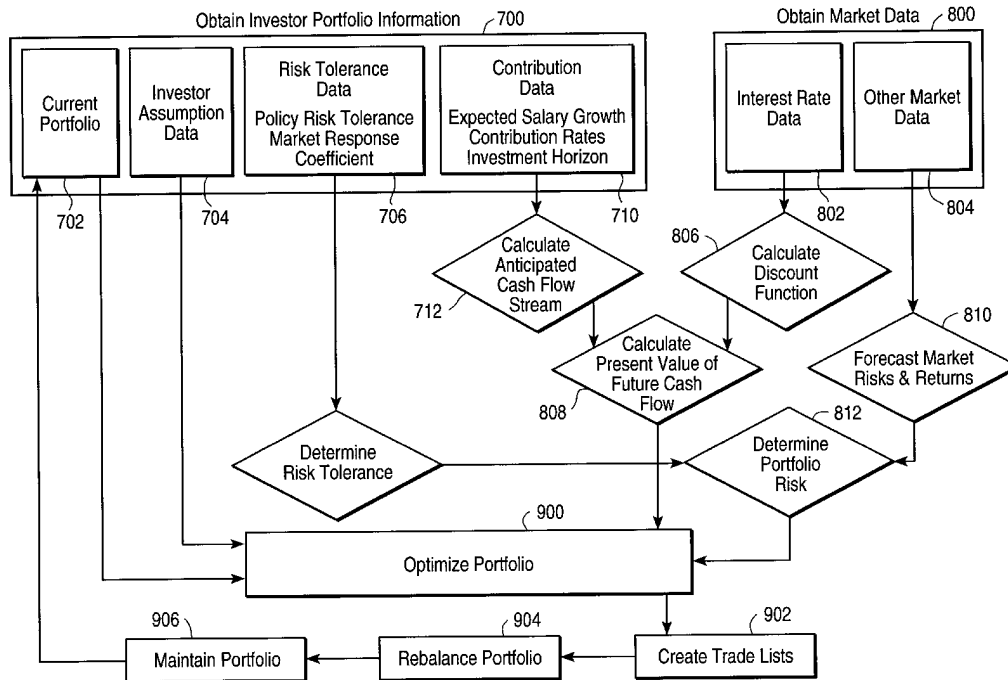 Obtain Investor Portfolio Information
700
Obtain Market Data
800
Current
Portfolio
Investor
Assumption
Data
Risk Tolerance
Data
Policy Risk Tolerance
Market Response
Coefficient
Contribution
Data
Expected Salary Growth
Contribution Rates
Investment Horizon
Interest Rate
Data
Other Market
Data
702
704
706
710
802
804
Calculate
Anticipated
Cash Flow
Stream
712
806
Calculate
Discount
Function
810
Forecast Market
Risks & Returns
Calculate
Present Value of
Future Cash
Flow
808
812
Determine
Risk Tolerance
Determine
Portfolio
Risk
900
Optimize Portfolio
906
Maintain Portfolio
904
Rebalance Portfolio
902
Create Trade Lists